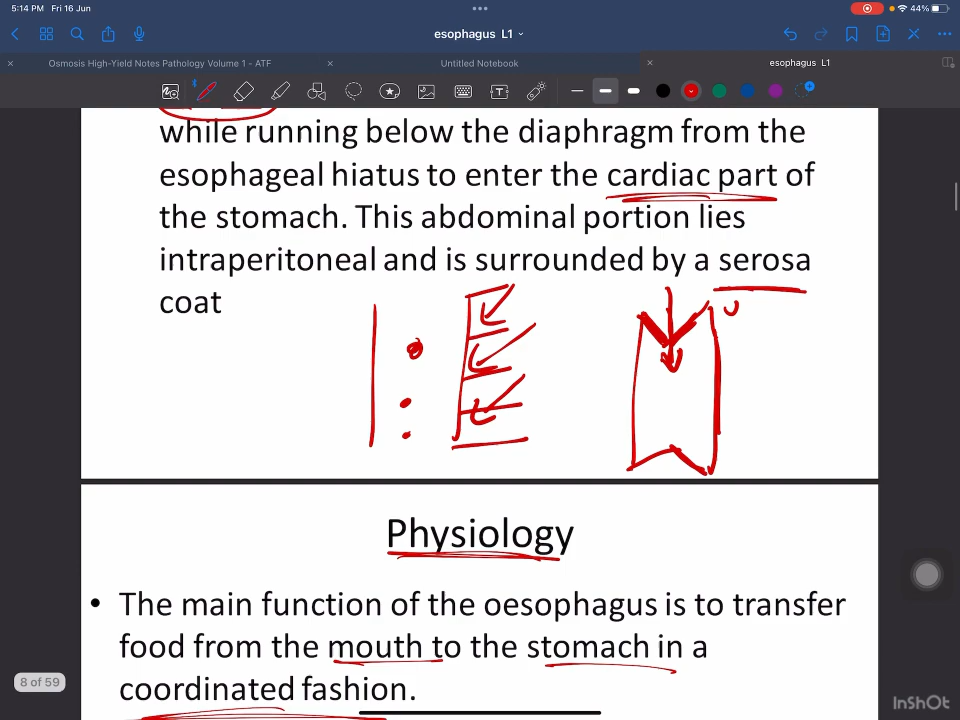 5:14 PM Fri 16 Jun
44%
esophagus L1
Osmosis High-Yield Notes Pathology Volume 1 - ATF
Untitled Notebook
esophagus L1
while running below the diaphragm from the
esophageal hiatus to enter the cardiac part of
the stomach. This abdominal portion lies
intraperitoneal and is surrounded by a serosa
coat
Physiology
• The main function of the oesophagus is to transfer
food from the mouth to the stomach in a
coordinated fashion.
8 of 59
InShOt